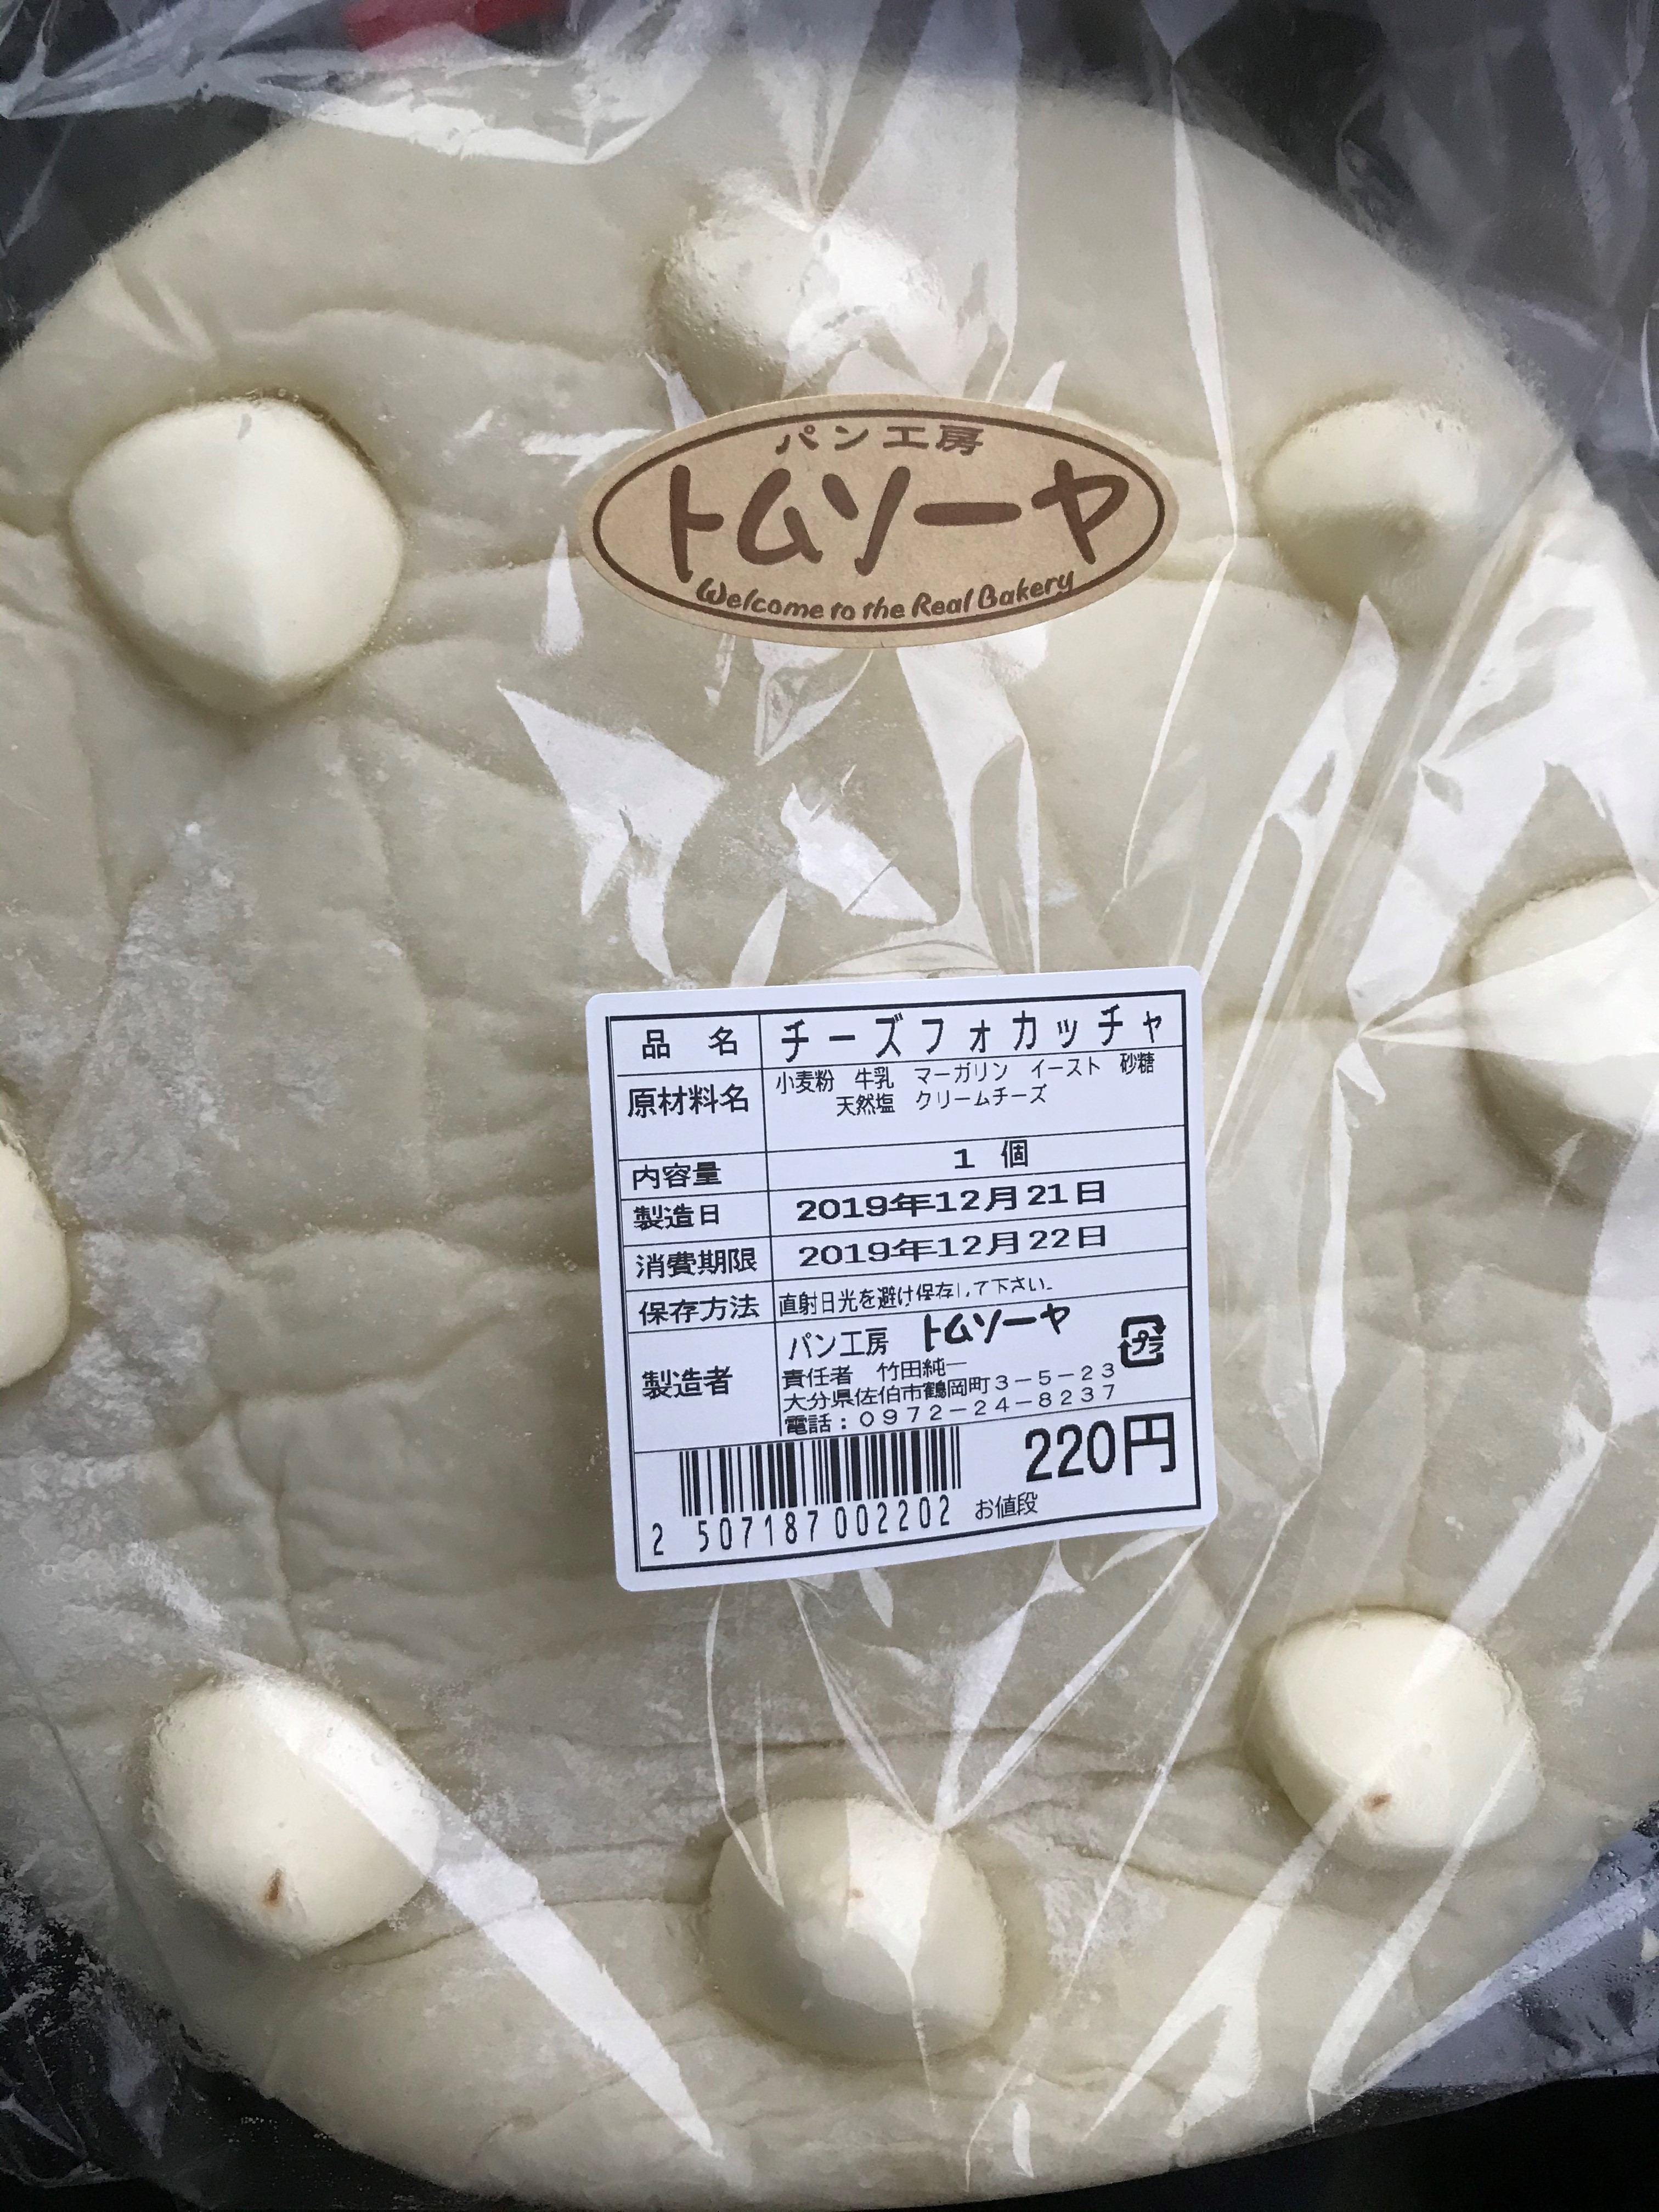 パン工房
トムソーヤ
Welcome to the Real Bakery
品 名 チーズフォカッチャ
原材料名 小麦粉 牛乳 マーガリン イースト 砂糖
天然塩 クリームチーズ
内容量 1 個
製造日 2019年12月21日
消費期限 2019年12月22日
保存方法 直射日光を避け保存して下さい。
製造者 パン工房 トムソーヤ
プラ
責任者 竹田純一
大分県佐伯市鶴岡町3-5-23
電話:0972-24-8237
220円
お値段
2 507187 002202